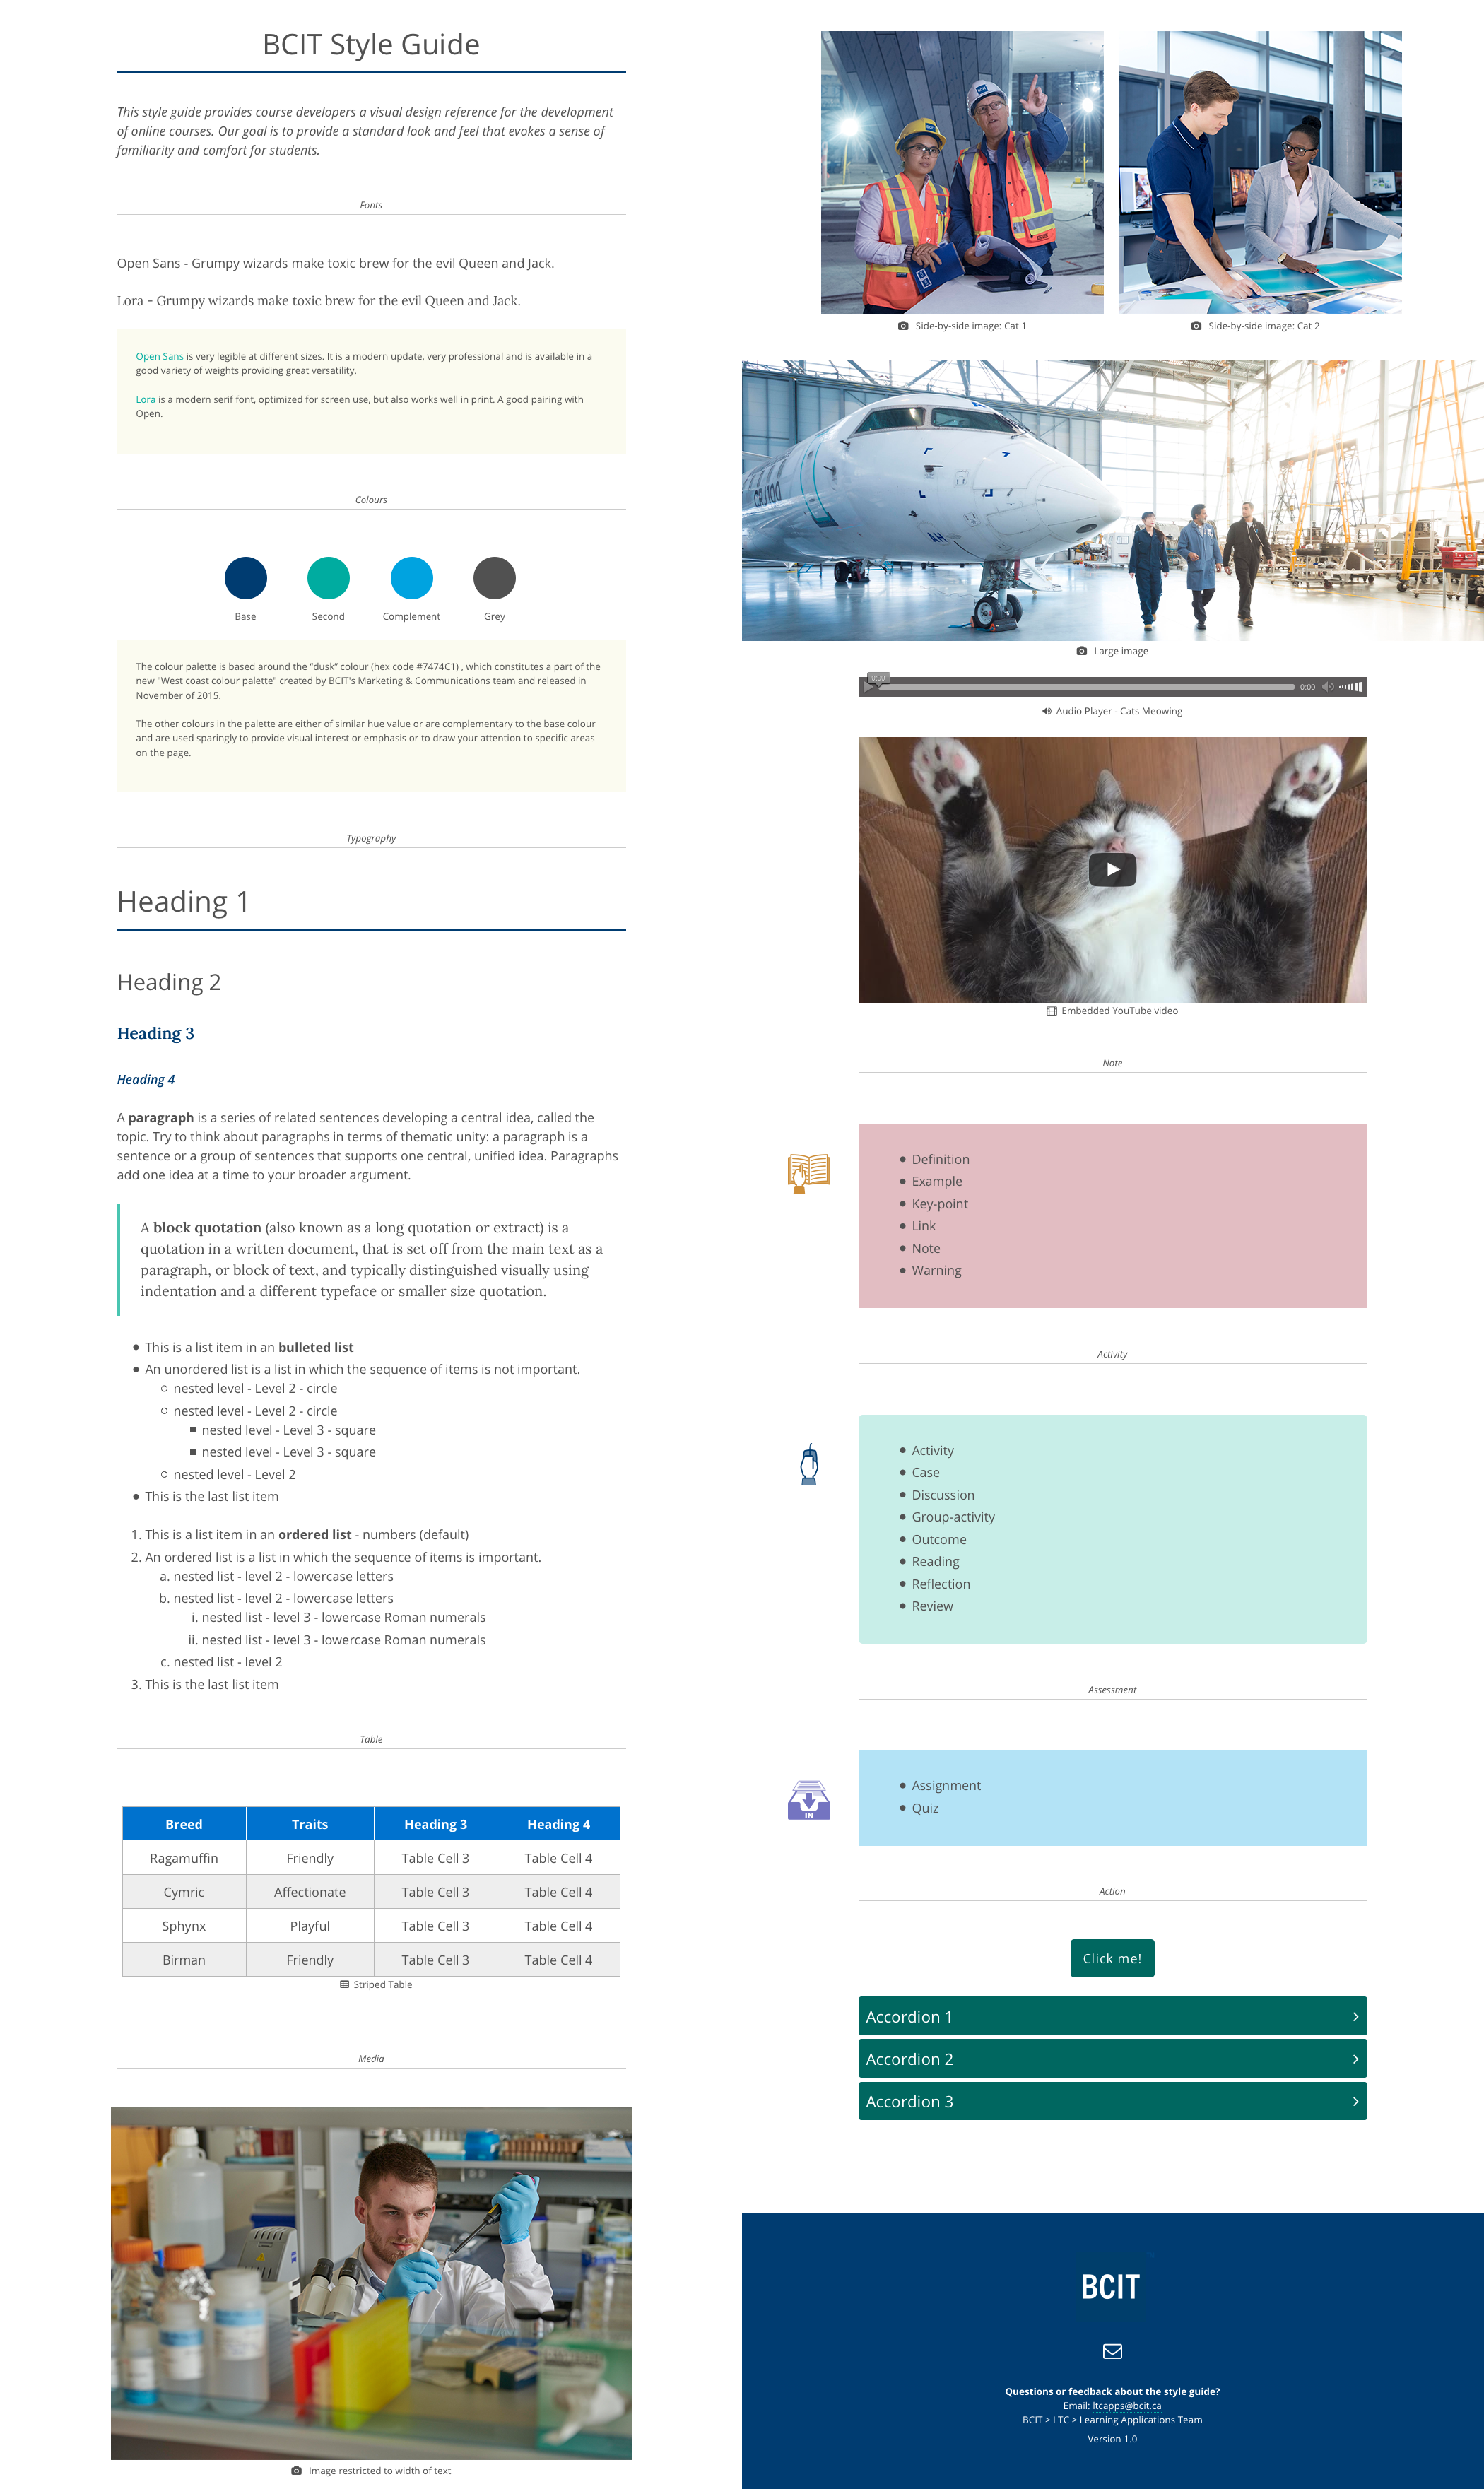 BCIT Style Guide
This style guide provides course developers a visual design reference for the development
of online courses. Our goal is to provide a standard look and feel that evokes a sense of
familiarity and comfort for students.
Fonts
Open Sans - Grumpy wizards make toxic brew for the evil Queen and Jack.
Lora - Grumpy wizards make toxic brew for the evil Queen and Jack.
Open Sans is very legible at different sizes. It is a modern update, very professional and is available in a
good variety of weights providing great versatility.
Lora is a modern serif font, optimized for screen use, but also works well in print. A good pairing with
Open.
Colours
Base Second Complement Grey
The colour palette is based around the "dusk" colour (hex code #7474C1) , which constitutes a part of the
new "West coast colour palette" created by BCIT's Marketing & Communications team and released in
November of 2015.
The other colours in the palette are either of similar hue value or are complementary to the base colour
and are used sparingly to provide visual interest or emphasis or to draw your attention to specific areas
on the page.
Typography
Heading 1
Heading 2
Heading 3
Heading 4
A paragraph is a series of related sentences developing a central idea, called the
topic. Try to think about paragraphs in terms of thematic unity: a paragraph is a
sentence or a group of sentences that supports one central, unified idea. Paragraphs
add one idea at a time to your broader argument.
A block quotation (also known as a long quotation or extract) is a
quotation in a written document, that is set off from the main text as a
paragraph, or block of text, and typically distinguished visually using
indentation and a different typeface or smaller size quotation.
• This is a list item in an bulleted list
• An unordered list is a list in which the sequence of items is not important.
○ nested level - Level 2 - circle
○ nested level - Level 2 - circle
■ nested level - Level 3 - square
■ nested level - Level 3 - square
○ nested level - Level 2
• This is the last list item
1. This is a list item in an ordered list - numbers (default)
2. An ordered list is a list in which the sequence of items is important.
a. nested list - level 2 - lowercase letters
b. nested list - level 2 - lowercase letters
i. nested list - level 3 - lowercase Roman numerals
ii. nested list - level 3 - lowercase Roman numerals
c. nested list - level 2
3. This is the last list item
Table
Breed Traits Heading 3 Heading 4
Ragamuffin Friendly Table Cell 3 Table Cell 4
Cymric Affectionate Table Cell 3 Table Cell 4
Sphynx Playful Table Cell 3 Table Cell 4
Birman Friendly Table Cell 3 Table Cell 4
Striped Table
Media
Image restricted to width of text
BCIT
BCIT
Side-by-side image: Cat 1
Side-by-side image: Cat 2
CRJ100
AH
Large image
0:00
0:00
Audio Player - Cats Meowing
Embedded YouTube video
Note
• Definition
• Example
• Key-point
• Link
• Note
• Warning
Activity
• Activity
• Case
• Discussion
• Group-activity
• Outcome
• Reading
• Reflection
• Review
Assessment
IN
• Assignment
• Quiz
Action
Click me!
Accordion 1
Accordion 2
Accordion 3
BCIT
Questions or feedback about the style guide?
Email: ltcapps@bcit.ca
BCIT > LTC > Learning Applications Team
Version 1.0